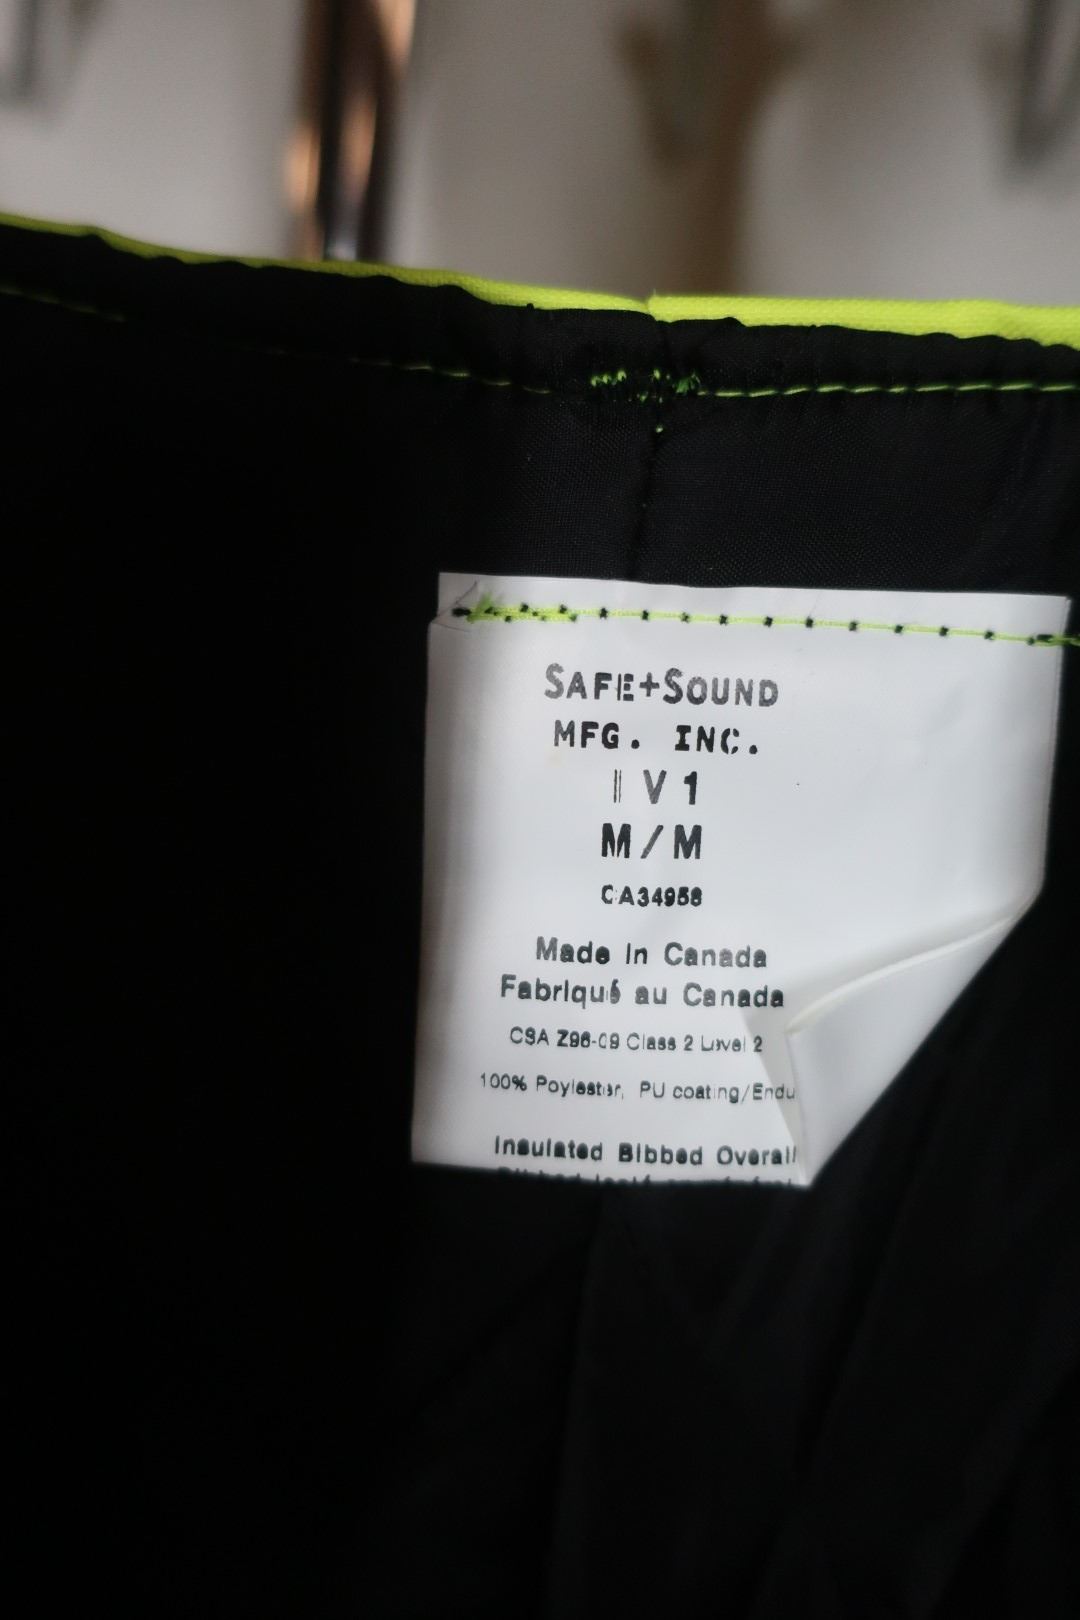 SAFE+SOUND
MFG. INC.
V1
M/M
CA34958
Made in Canada
Fabriqué au Canada
CSA Z96-09 Class 2 Level 2
100% Poylester, PU coating/Endu
Insulated Bibbed Overall